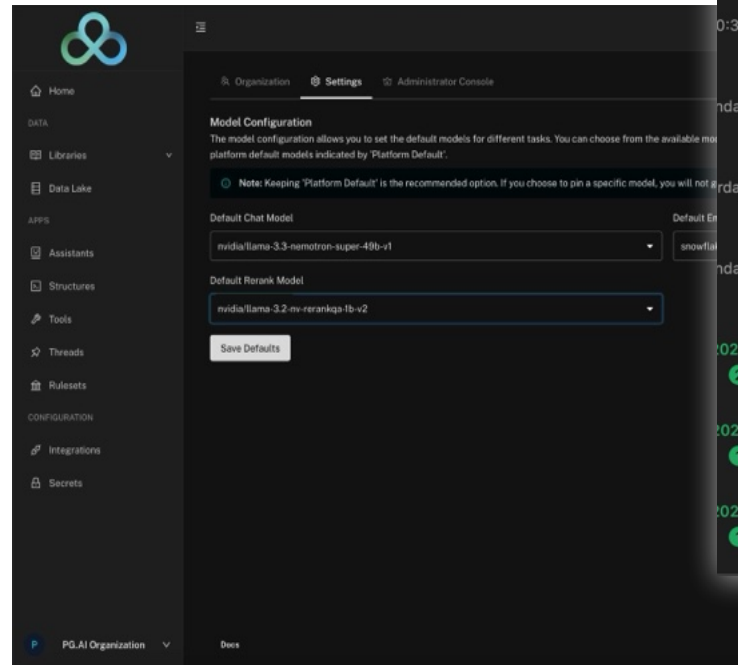 Home
DATA
Libraries
Data Lake
APPS
Assistants
Structures
Tools
Threads
Rulesets
CONFIGURATION
Integrations
Secrets
P PG.AI Organization
Organization Settings Administrator Console
Model Configuration
The model configuration allows you to set the default models for different tasks. You can choose from the available
platform default models indicated by 'Platform Default'.
Note: Keeping 'Platform Default' is the recommended option. If you choose to pin a specific model, you will not
Default Chat Model
nvidia/llama-3.3-nemotron-super-49b-v1
Default Rerank Model
nvidia/llama-3.2-nv-rerankqa-1b-v2
Save Defaults
Default
Docs